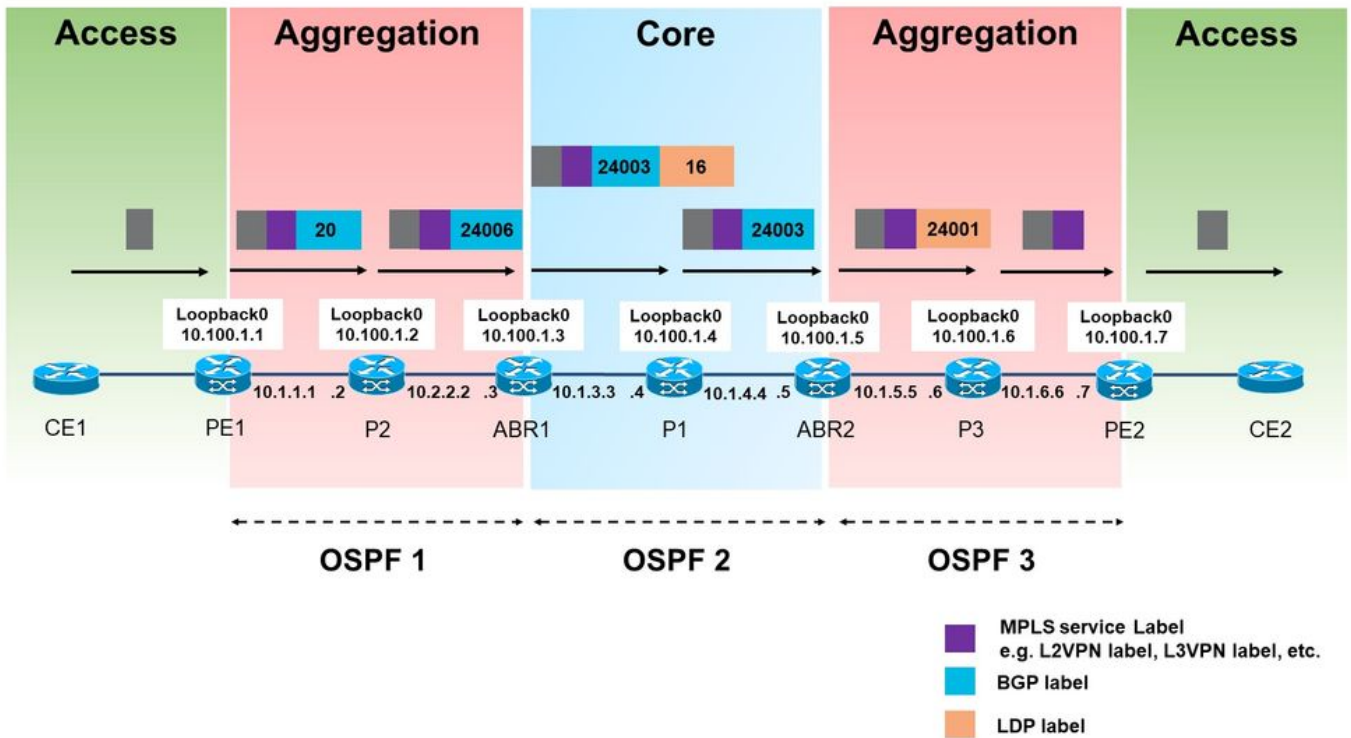 Access
Aggregation
Core
Aggregation
Access
24003 16
20
24006
24003
24001
Loopback0
10.100.1.1
Loopback0
10.100.1.2
Loopback0
10.100.1.3
Loopback0
10.100.1.4
Loopback0
10.100.1.5
Loopback0
10.100.1.6
Loopback0
10.100.1.7
10.1.1.1 .2
10.2.2.2 .3
10.1.3.3 .4
10.1.4.4 .5
10.1.5.5 .6
10.1.6.6 .7
CE1
PE1
P2
ABR1
P1
ABR2
P3
PE2
CE2
OSPF 1
OSPF 2
OSPF 3
MPLS service Label
e.g. L2VPN label, L3VPN label, etc.
BGP label
LDP label